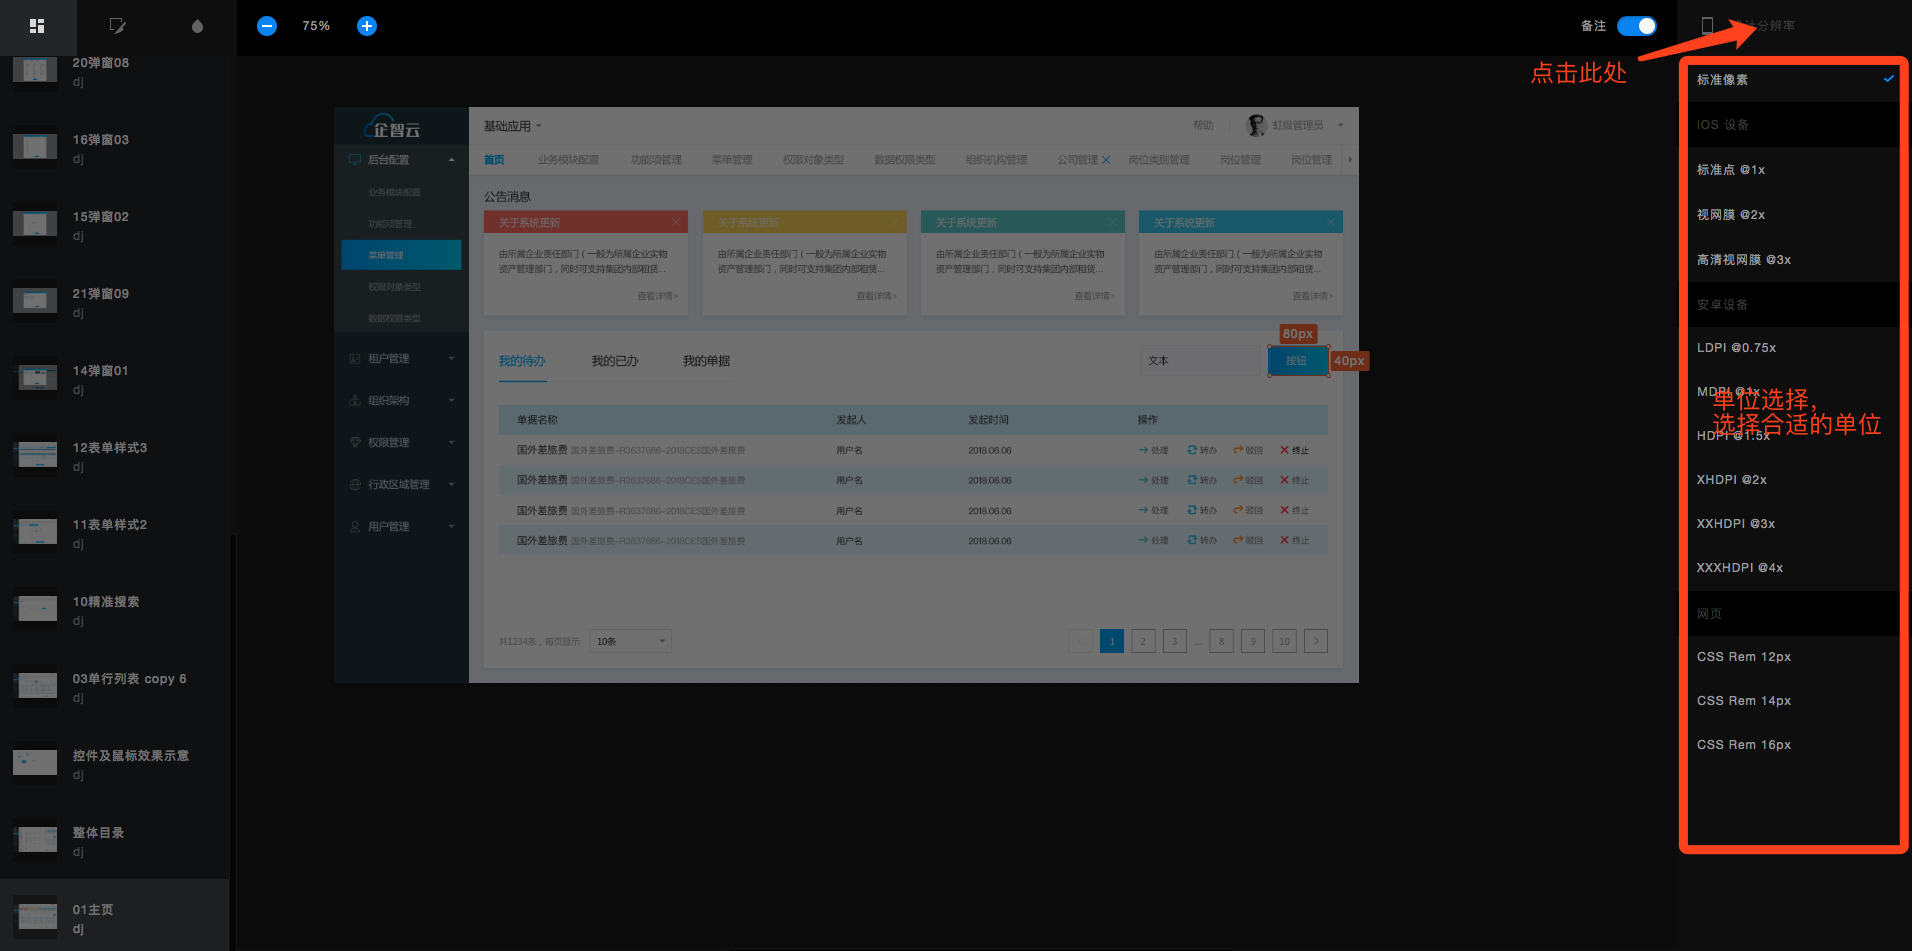 75%
备注
分辨率
点击此处
20弹窗08
dj
16弹窗03
dj
15弹窗02
dj
21弹窗09
dj
14弹窗01
dj
12表单样式3
dj
11表单样式2
dj
10精准搜索
dj
03单行列表 copy 6
dj
控件及鼠标效果示意
dj
整体目录
dj
01主页
dj
企智云
后台配置
业务模块配置
功能项管理
菜单管理
权限对象类型
数据权限类型
租户管理
组织架构
权限管理
行政区域管理
用户管理
基础应用
帮助
虹级管理员
首页
业务模块配置
功能项管理
菜单管理
权限对象类型
数据权限类型
组织机构管理
公司管理
岗位类别管理
岗位管理
岗位管理
公告消息
关于系统更新
由所属企业责任部门（一般为所属企业实物
资产管理部门，同时可支持集团内部租赁...
查看详情>
关于系统更新
由所属企业责任部门（一般为所属企业实物
资产管理部门，同时可支持集团内部租赁...
查看详情>
关于系统更新
由所属企业责任部门（一般为所属企业实物
资产管理部门，同时可支持集团内部租赁...
查看详情>
关于系统更新
由所属企业责任部门（一般为所属企业实物
资产管理部门，同时可支持集团内部租赁...
查看详情>
80px
我的待办
我的已办
我的单据
文本
按钮
40px
单据名称 发起人 发起时间 操作
国外差旅费 国外差旅费-R3637686-2018CES国外差旅费 用户名 2018.06.06 处理 转办 驳回 终止
国外差旅费 国外差旅费-R3637686-2018CES国外差旅费 用户名 2018.06.06 处理 转办 驳回 终止
国外差旅费 国外差旅费-R3637686-2018CES国外差旅费 用户名 2018.06.06 处理 转办 驳回 终止
国外差旅费 国外差旅费-R3637686-2018CES国外差旅费 用户名 2018.06.06 处理 转办 驳回 终止
共1234条，每页显示 10条
< 1 2 3 ... 8 9 10 >
标准像素
iOS 设备
标准点 @1x
视网膜 @2x
高清视网膜 @3x
安卓设备
LDPI @0.75x
MDPI @1x
单位选择，
选择合适的单位
HDPI @1.5x
XHDPI @2x
XXHDPI @3x
XXXHDPI @4x
网页
CSS Rem 12px
CSS Rem 14px
CSS Rem 16px